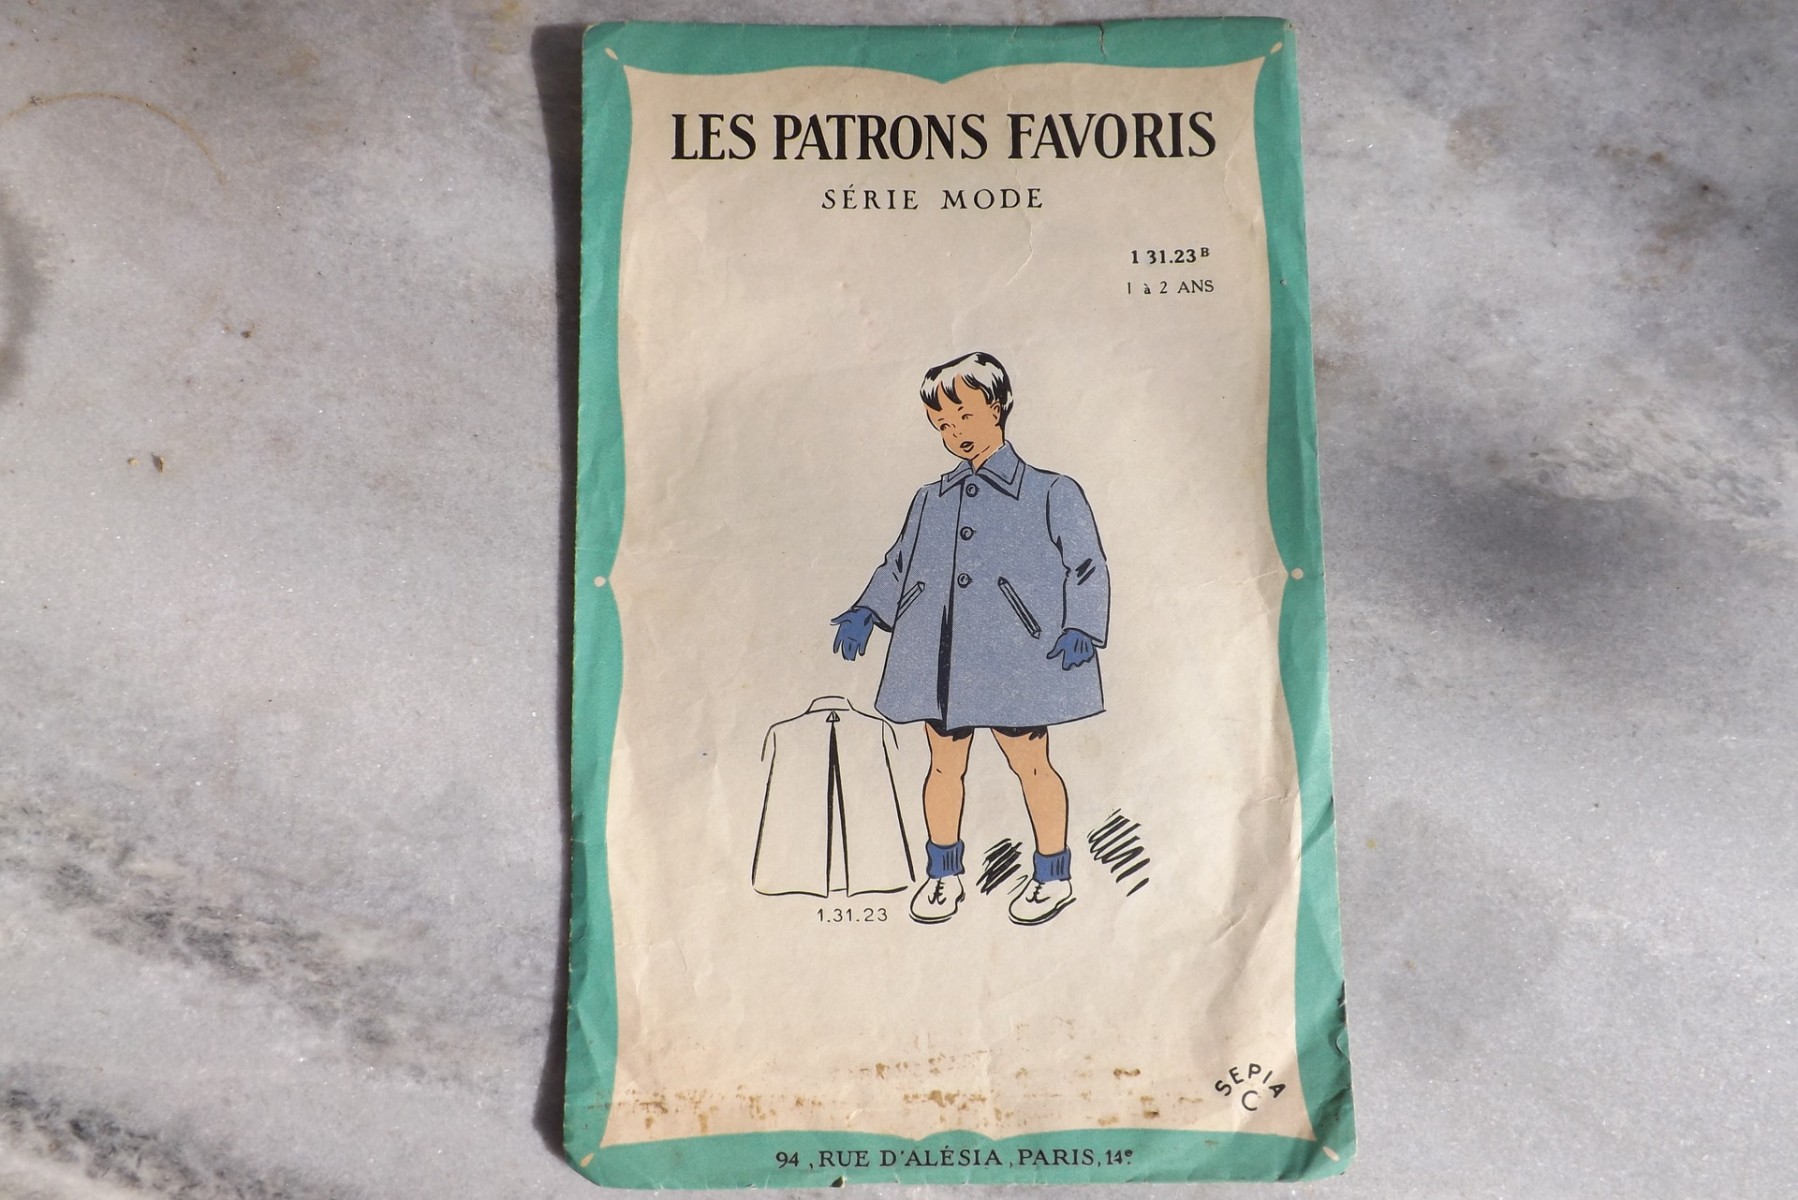 LES PATRONS FAVORIS
SÉRIE MODE
1 31.23 B
1 à 2 ANS
1.31.23
SEPIA
C
94, RUE D'ALÉSIA, PARIS, 14e